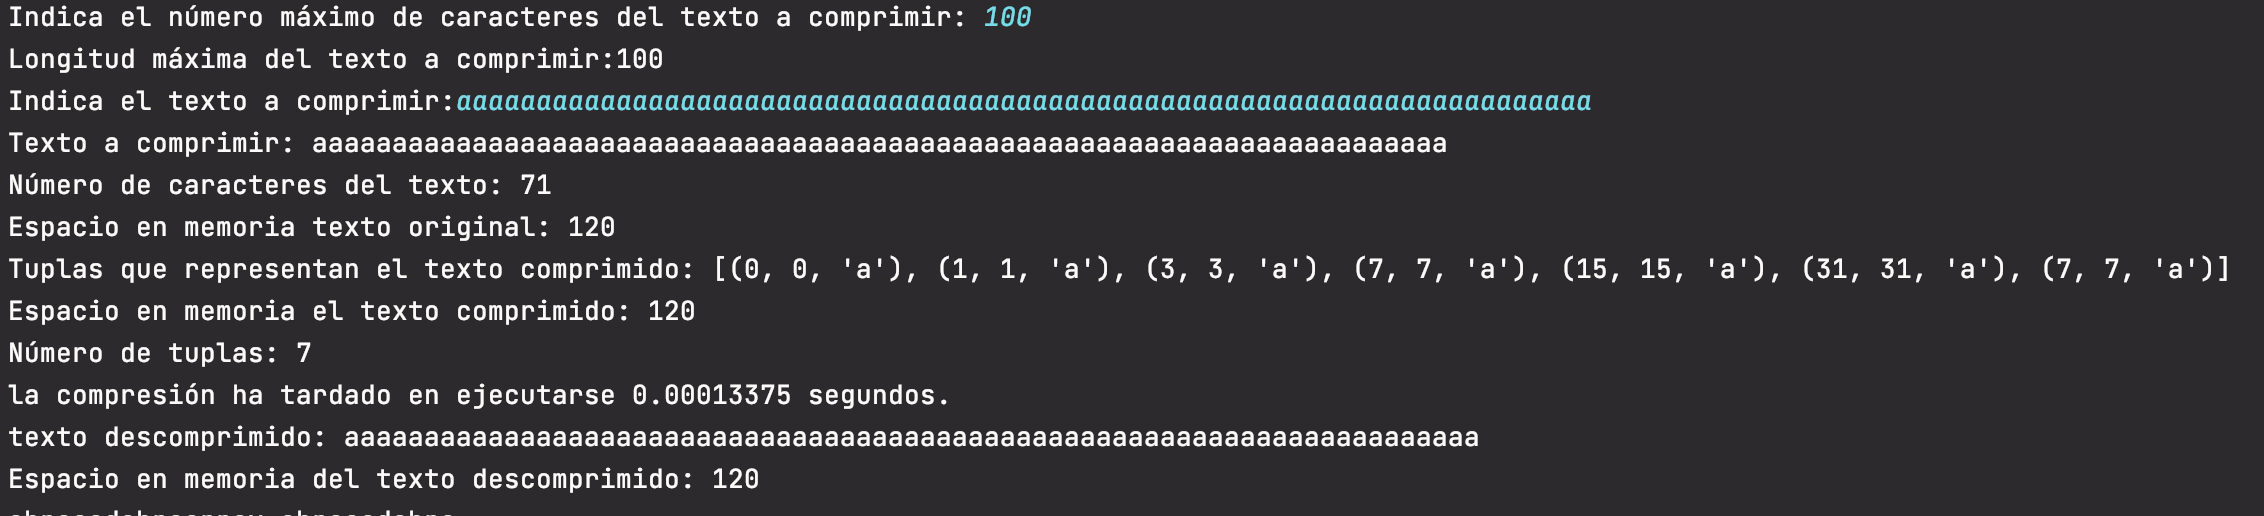 Indica el número máximo de caracteres del texto a comprimir: 100
Longitud máxima del texto a comprimir:100
Indica el texto a comprimir:aaaaaaaaaaaaaaaaaaaaaaaaaaaaaaaaaaaaaaaaaaaaaaaaaaaaaaaaaaaaaaaaaaaaaaa
Texto a comprimir: aaaaaaaaaaaaaaaaaaaaaaaaaaaaaaaaaaaaaaaaaaaaaaaaaaaaaaaaaaaaaaaaaaaaaaa
Número de caracteres del texto: 71
Espacio en memoria texto original: 120
Tuplas que representan el texto comprimido: [(0, 0, 'a'), (1, 1, 'a'), (3, 3, 'a'), (7, 7, 'a'), (15, 15, 'a'), (31, 31, 'a'), (7, 7, 'a')]
Espacio en memoria el texto comprimido: 120
Número de tuplas: 7
la compresión ha tardado en ejecutarse 0.00013375 segundos.
texto descomprimido: aaaaaaaaaaaaaaaaaaaaaaaaaaaaaaaaaaaaaaaaaaaaaaaaaaaaaaaaaaaaaaaaaaaaaaa
Espacio en memoria del texto descomprimido: 120